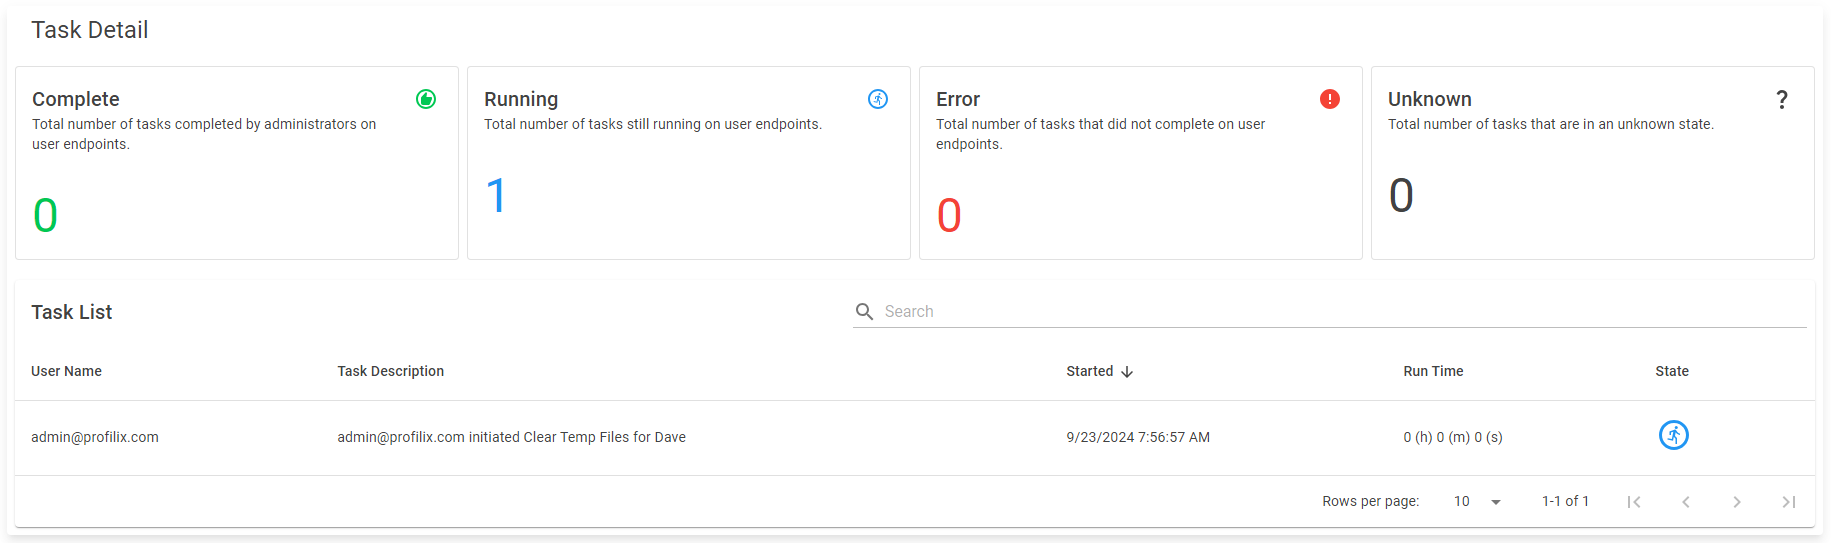 Task Detail
Complete
Total number of tasks completed by administrators on
user endpoints.
0
Running
Total number of tasks still running on user endpoints.
1
Error
Total number of tasks that did not complete on user
endpoints.
0
Unknown
?
Total number of tasks that are in an unknown state.
0
Task List
Search
User Name Task Description Started Run Time State
admin@profilix.com admin@profilix.com initiated Clear Temp Files for Dave 9/23/2024 7:56:57 AM 0 (h) 0 (m) 0 (s)
Rows per page: 10 1-1 of 1